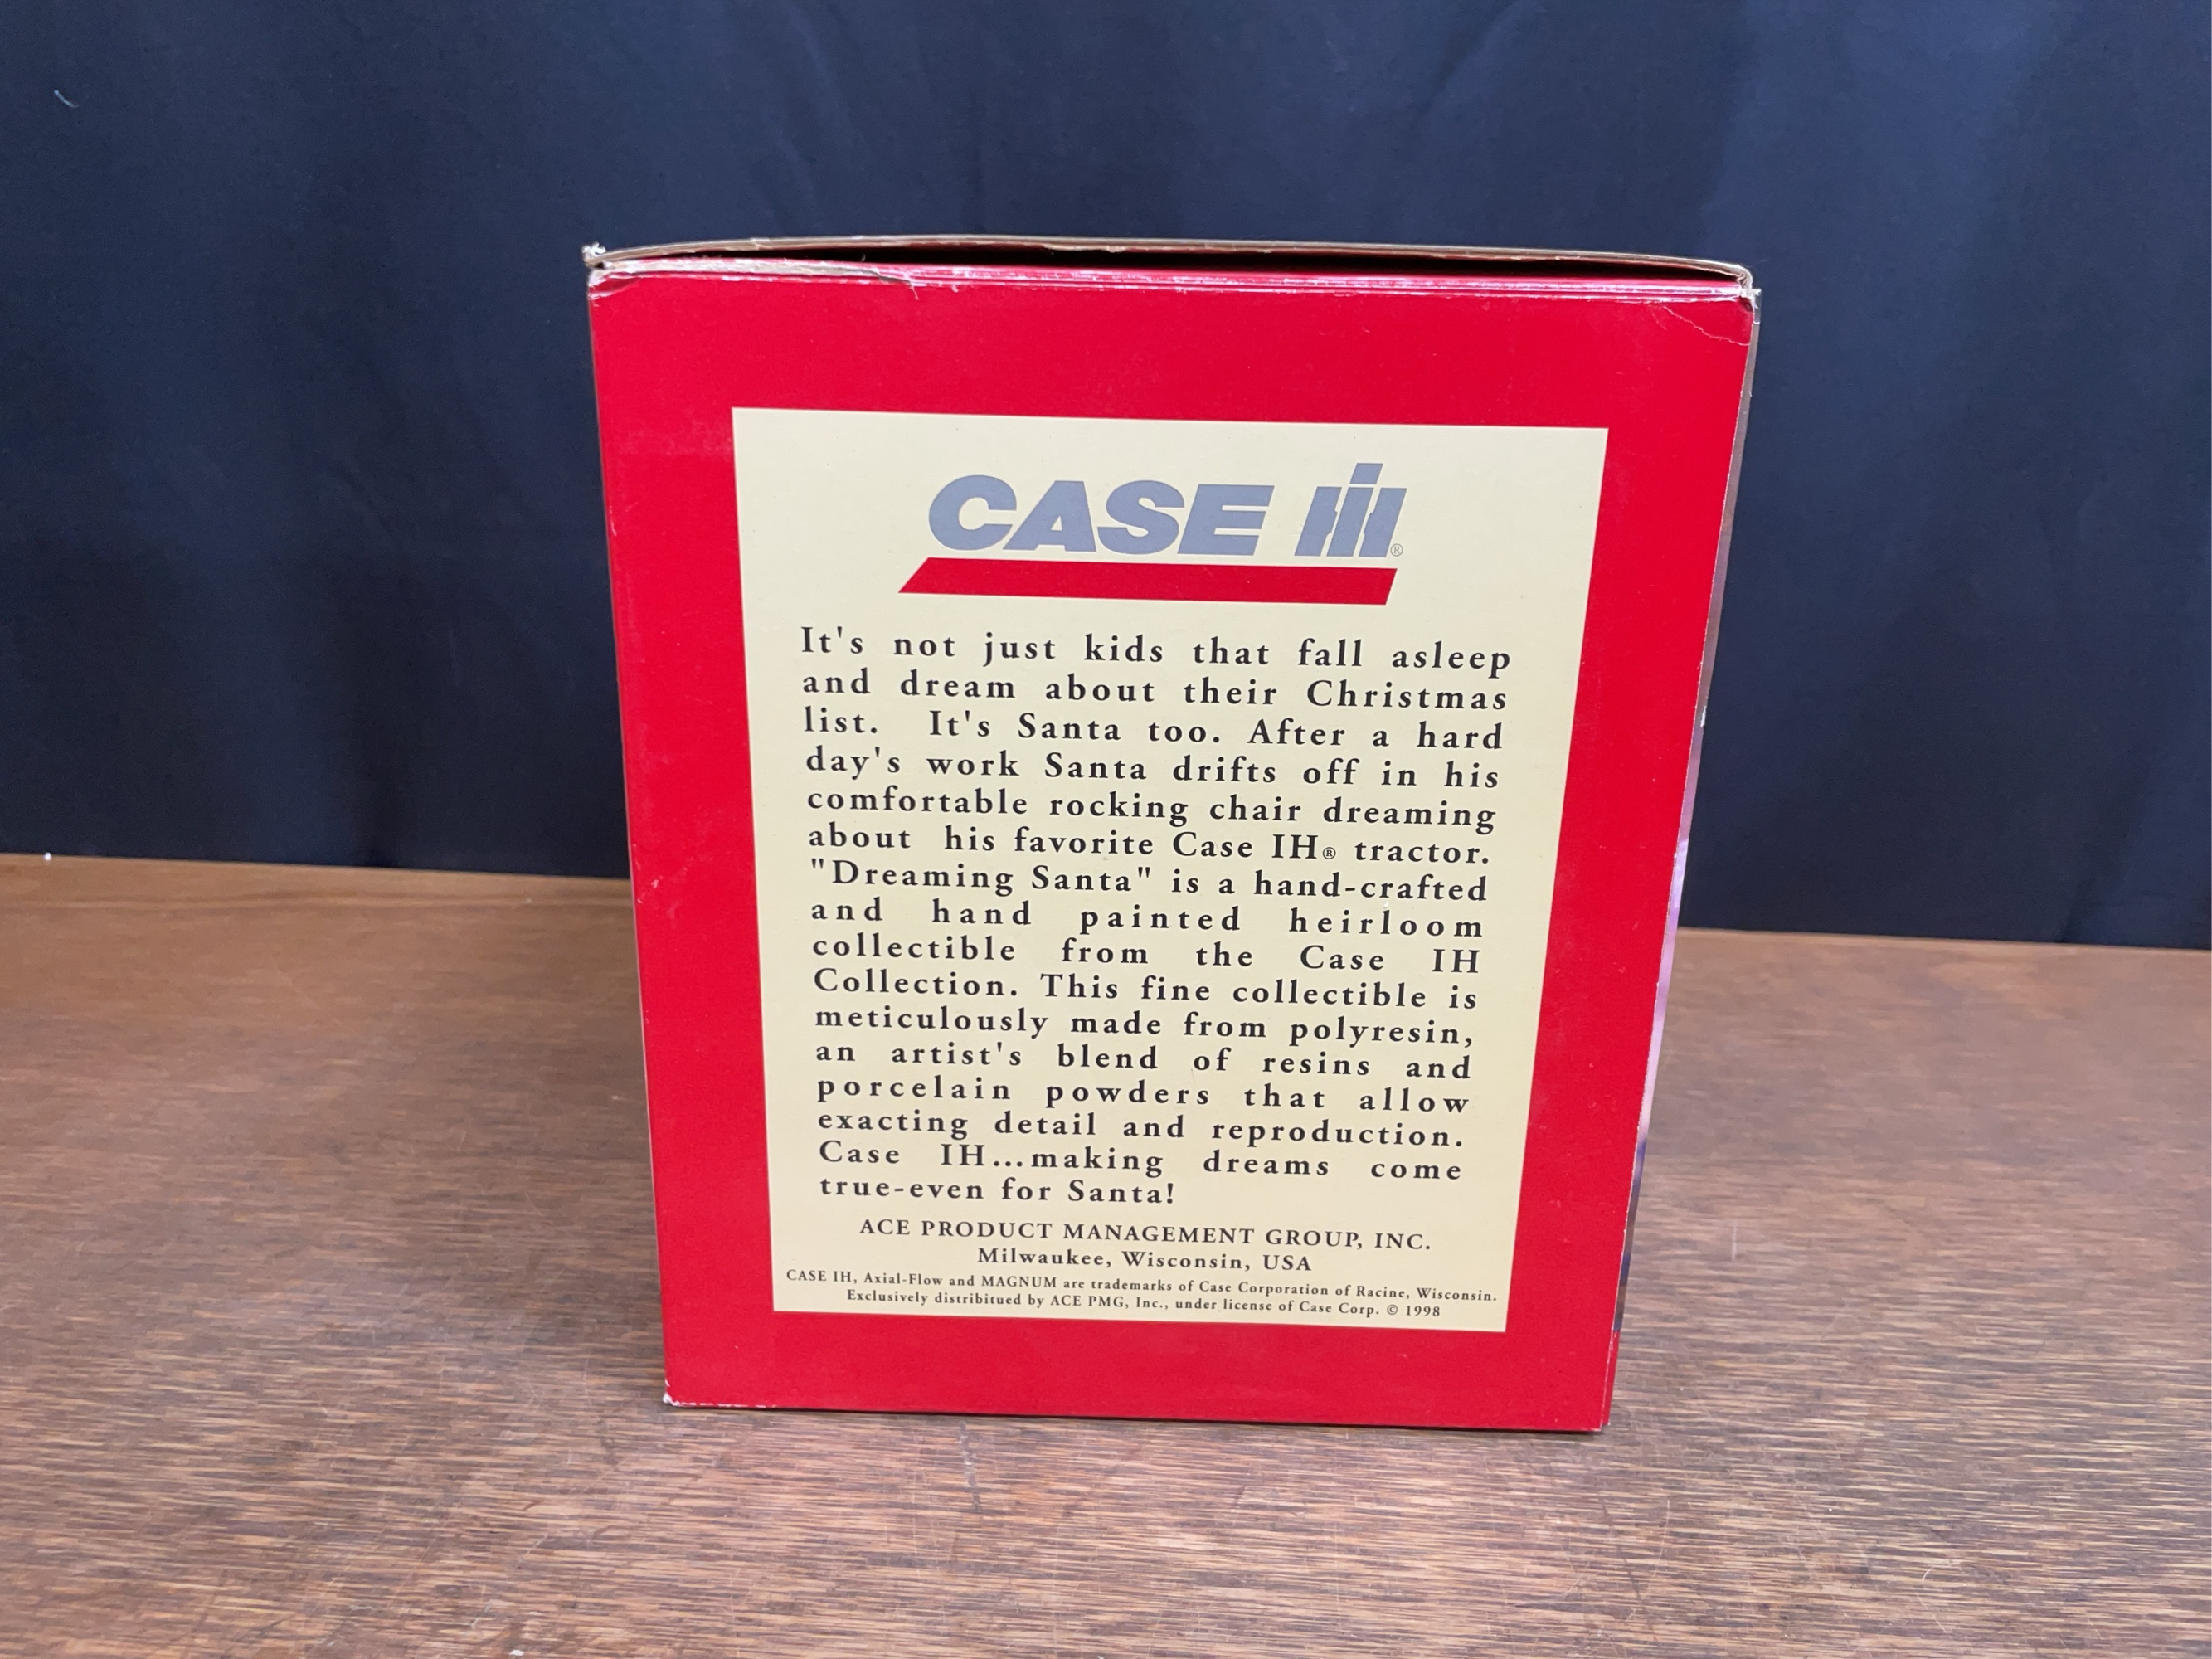 CASE IH®
It's not just kids that fall asleep
and dream about their Christmas
list. It's Santa too. After a hard
day's work Santa drifts off in his
comfortable rocking chair dreaming
about his favorite Case IH® tractor.
"Dreaming Santa" is a hand-crafted
and hand painted heirloom
collectible from the Case IH
Collection. This fine collectible is
meticulously made from polyresin,
an artist's blend of resins and
porcelain powders that allow
exacting detail and reproduction.
Case IH...making dreams come
true-even for Santa!
ACE PRODUCT MANAGEMENT GROUP, INC.
Milwaukee, Wisconsin, USA
CASE IH, Axial-Flow and MAGNUM are trademarks of Case Corporation of Racine, Wisconsin.
Exclusively distribitued by ACE PMG, Inc., under license of Case Corp. © 1998